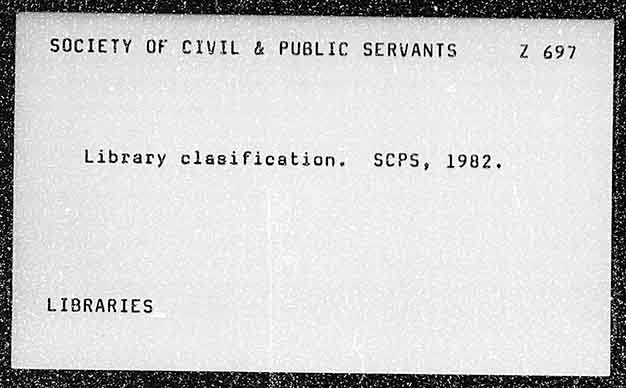 SOCIETY OF CIVIL & PUBLIC SERVANTS Z 697
Library clasification. SCPS, 1982.
LIBRARIES